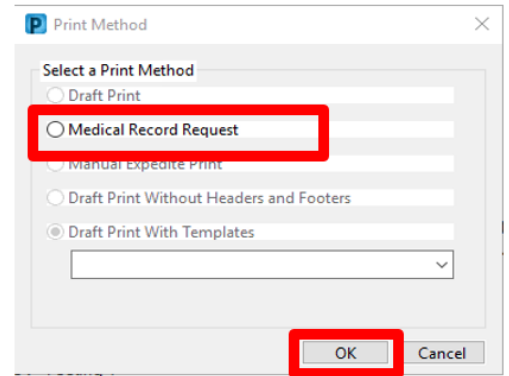 P Print Method
Select a Print Method
Draft Print
Medical Record Request
Manual Expedite Print
Draft Print Without Headers and Footers
Draft Print With Templates
OK Cancel